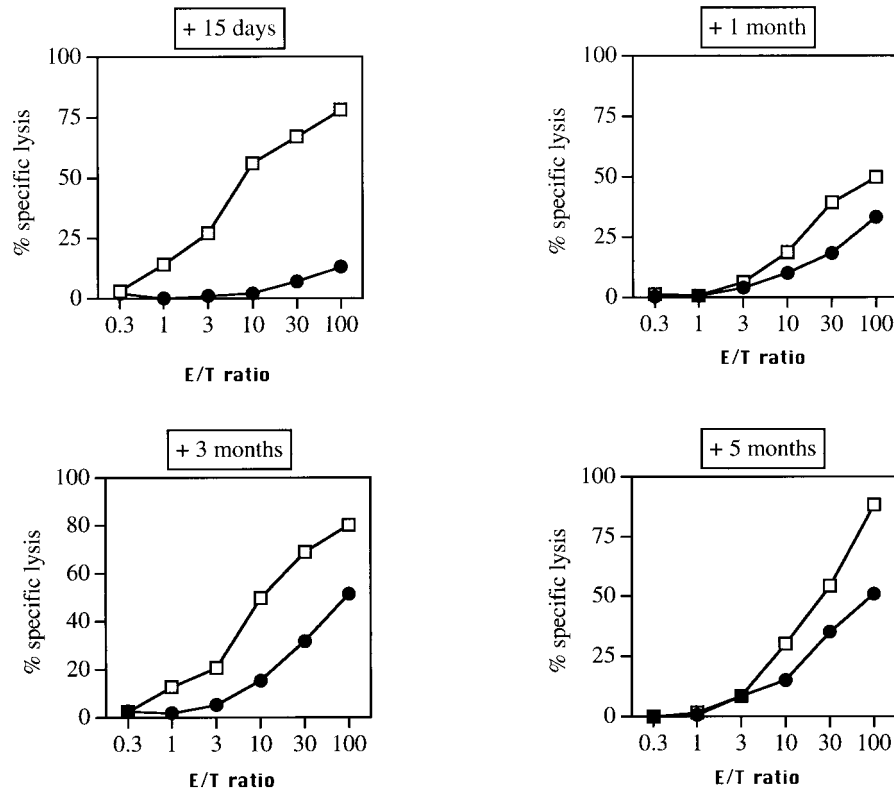 + 15 days
100
75
50
25
0
% specific lysis
0.3 1 3 10 30 100
E/T ratio
+ 1 month
100
75
50
25
0
% specific lysis
0.3 1 3 10 30 100
E/T ratio
+ 3 months
100
80
60
40
20
0
% specific lysis
0.3 1 3 10 30 100
E/T ratio
+ 5 months
100
75
50
25
0
% specific lysis
0.3 1 3 10 30 100
E/T ratio